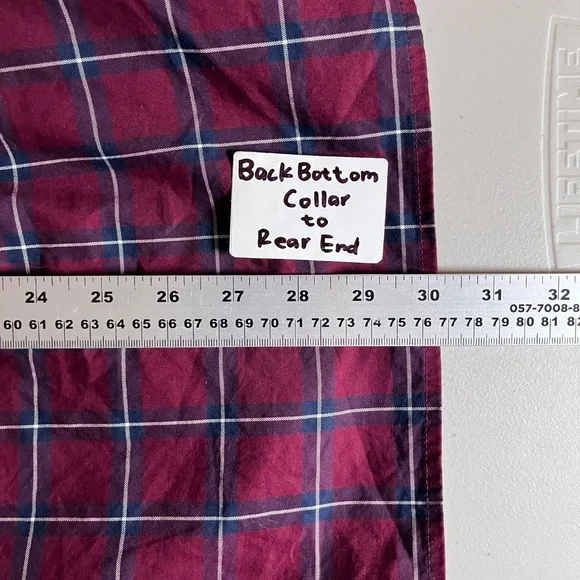 Back Bottom
Collar
to
Rear End
24 25 26 27 28 29 30 31 32
057-7008-8
60 61 62 63 64 65 66 67 68 69 70 71 72 73 74 75 76 77 78 79 80 81 82
LIFETIME